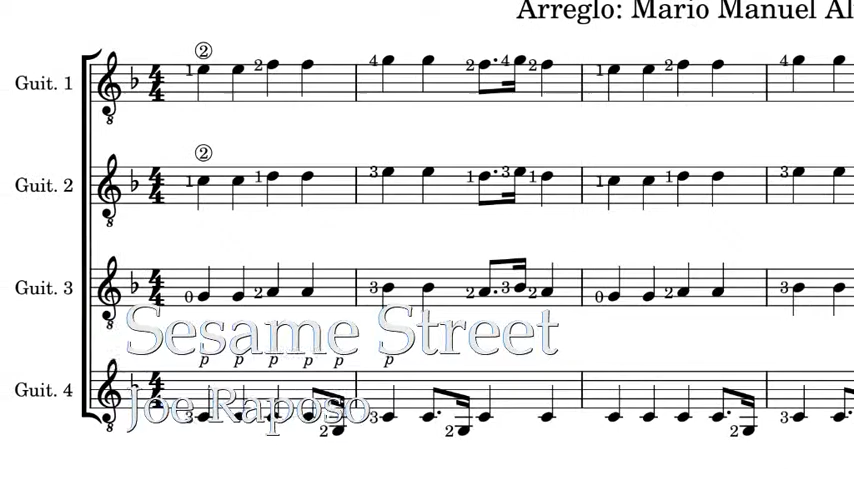 Arreglo: Mario Manuel Al
Guit. 1
Guit. 2
Guit. 3
Sesame Street
p p p p p p
Guit. 4
Joe Raposo